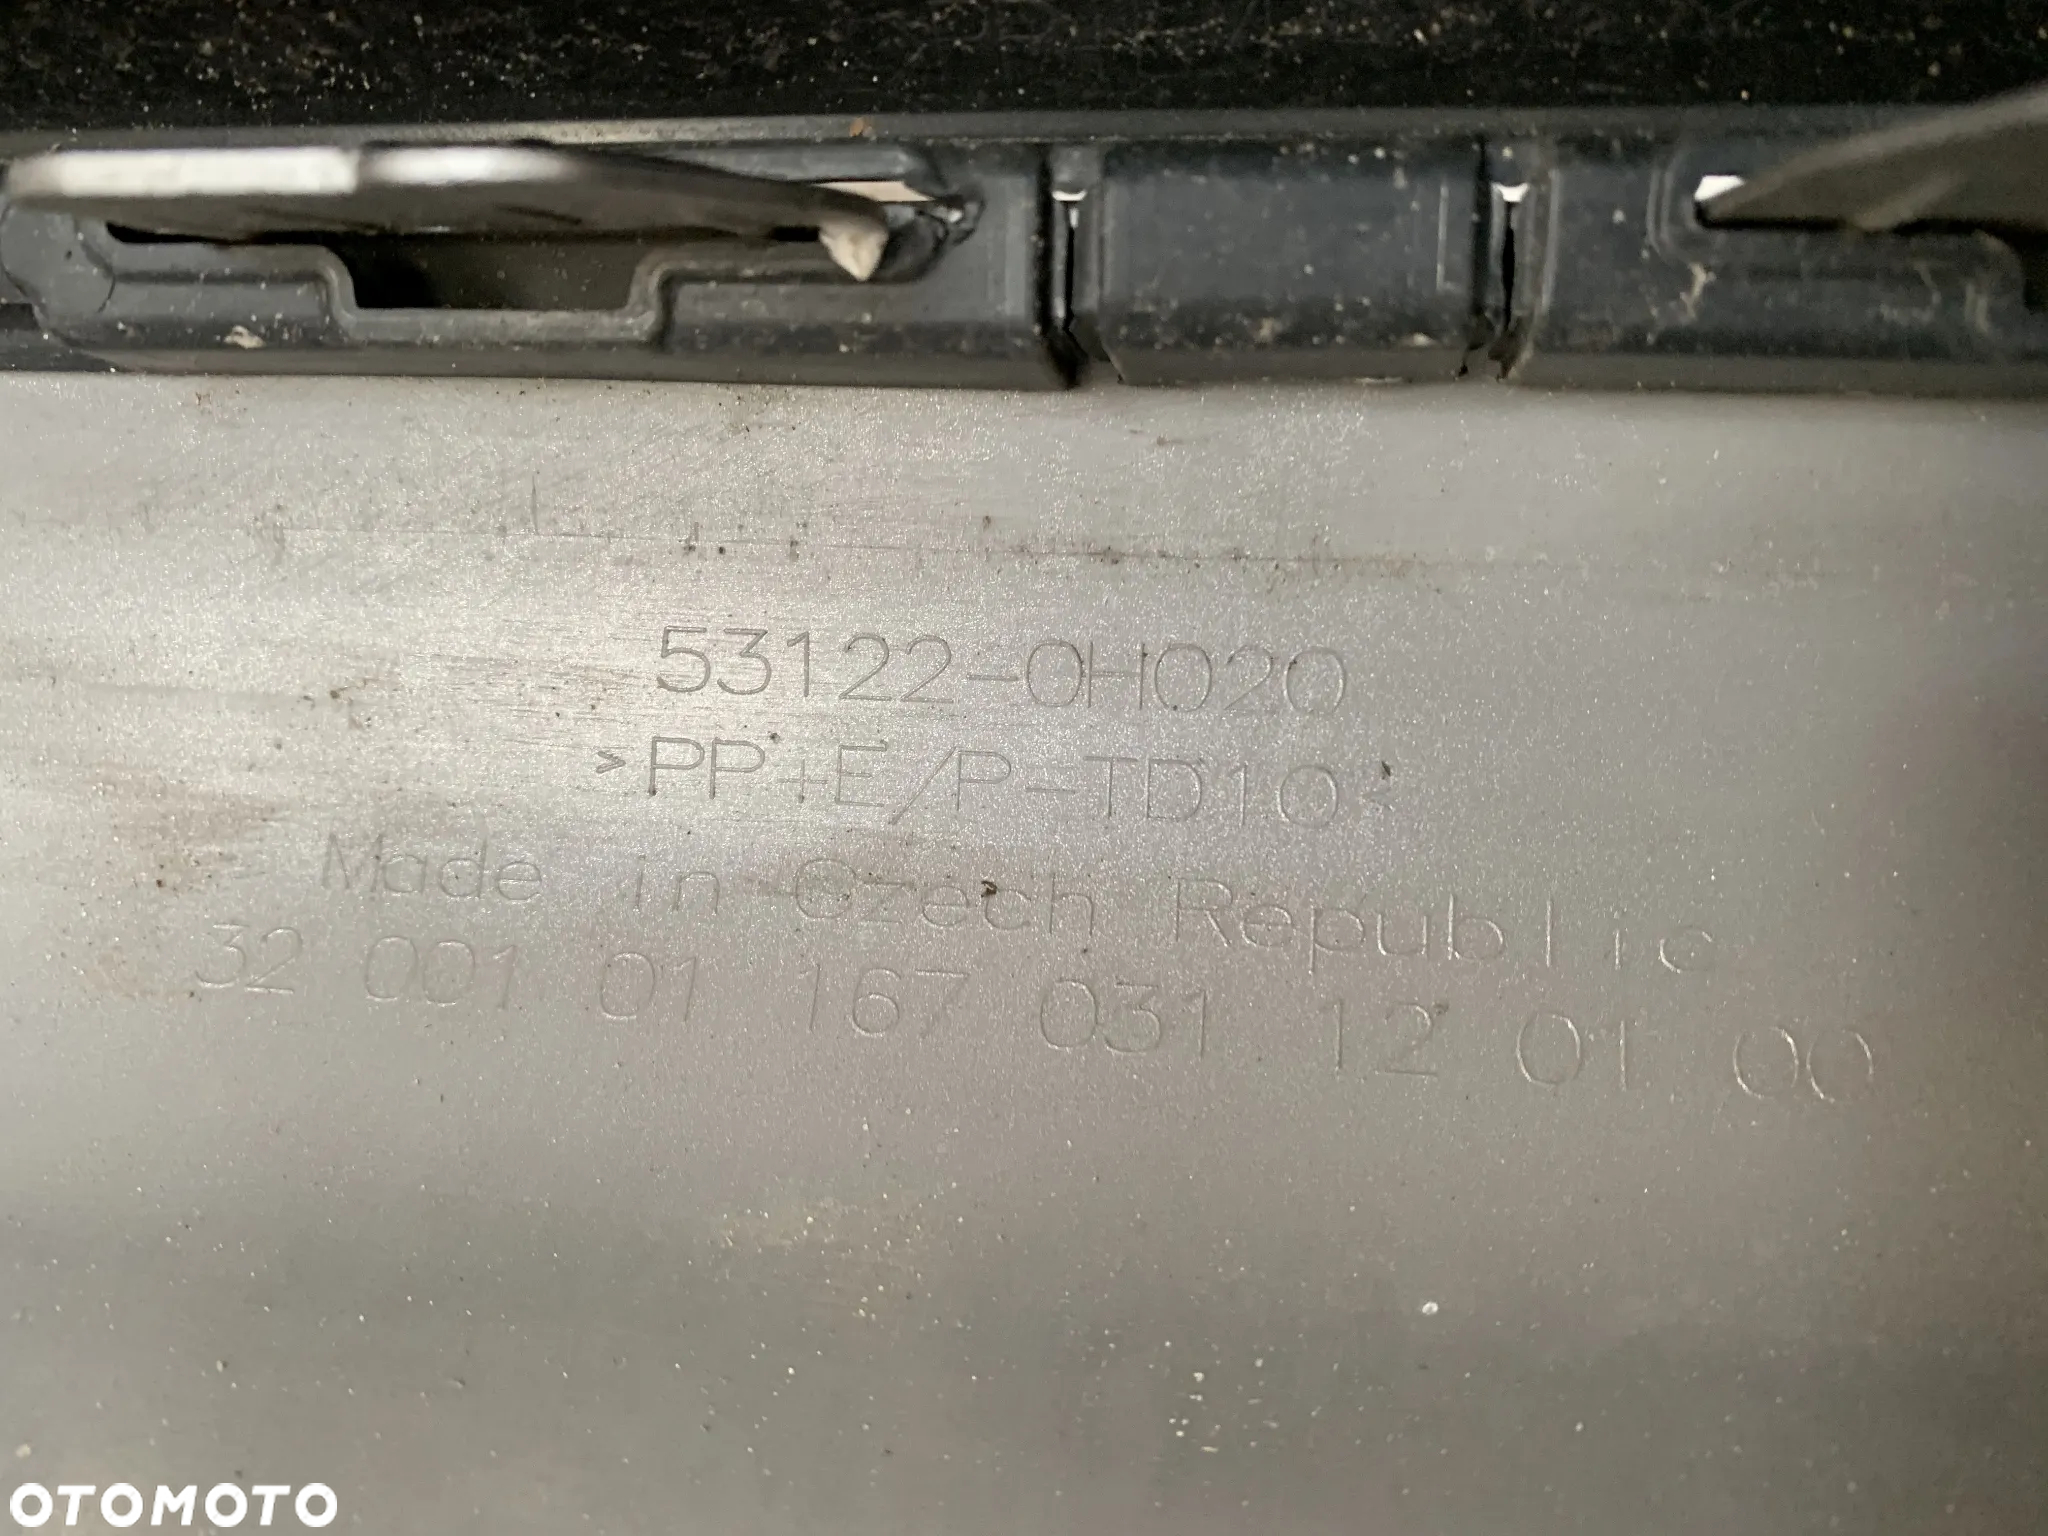 53122-0H020
>PP+E/P-TD10<
Made in Czech Republic
32 001 01 167 031 12 01 00
OTOMOTO